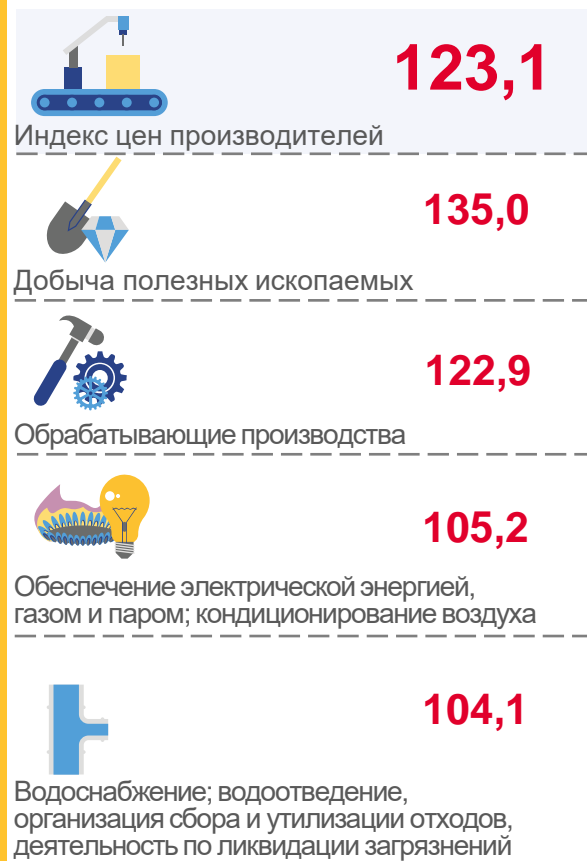 123,1
Индекс цен производителей
135,0
Добыча полезных ископаемых
122,9
Обрабатывающие производства
105,2
Обеспечение электрической энергией,
газом и паром; кондиционирование воздуха
104,1
Водоснабжение; водоотведение,
организация сбора и утилизации отходов,
деятельность по ликвидации загрязнений